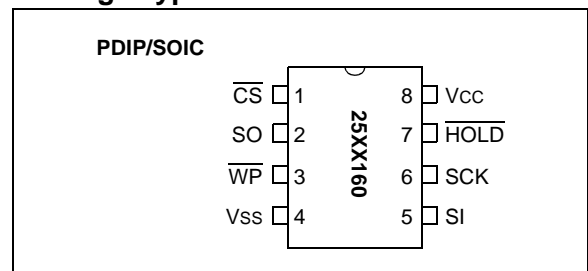 PDIP/SOIC
CS 1 8 Vcc
SO 2 7 HOLD
WP 3 6 SCK
Vss 4 5 SI
25XX160